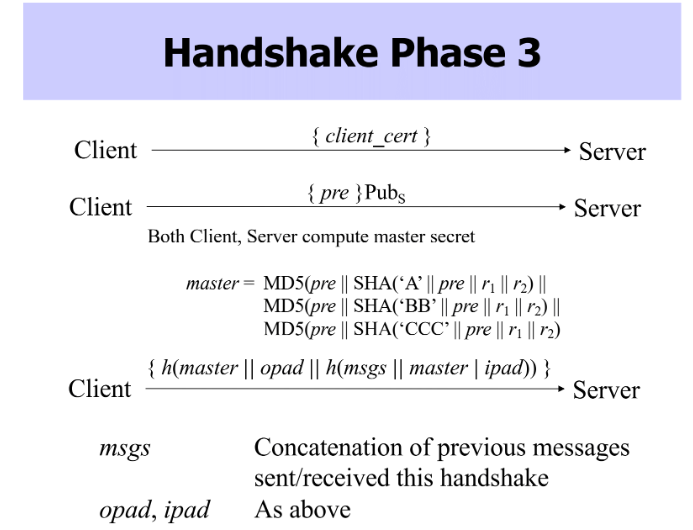 Handshake Phase 3
{ client_cert }
Client Server
{ pre }Pub_S
Client Server
Both Client, Server compute master secret
master = MD5(pre || SHA(‘A’ || pre || r₁ || r₂) ||
MD5(pre || SHA(‘BB’ || pre || r₁ || r₂) ||
MD5(pre || SHA(‘CCC’ || pre || r₁ || r₂)
{ h(master || opad || h(msgs || master | ipad)) }
Client Server
msgs Concatenation of previous messages
sent/received this handshake
opad, ipad As above